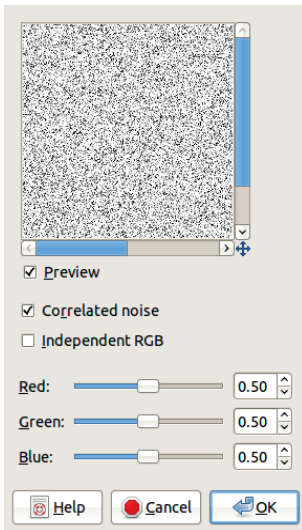 Preview
Correlated noise
Independent RGB
Red: 0.50
Green: 0.50
Blue: 0.50
Help Cancel OK